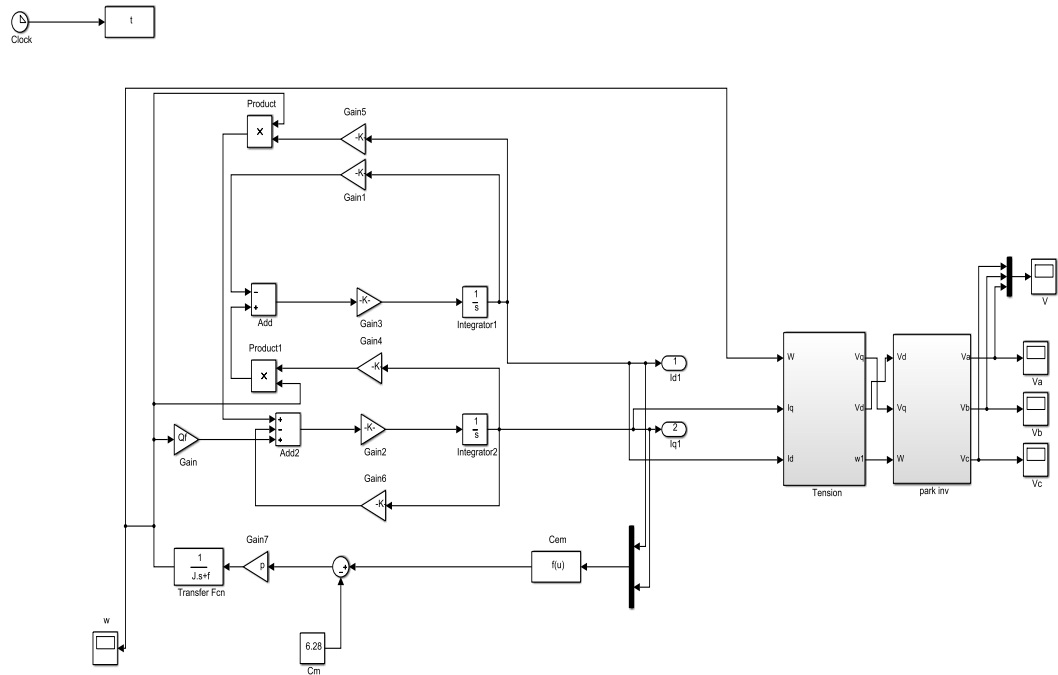 t
Clock
Product
x
Gain5
-K
-K
Gain1
-
+
Add
-K-
Gain3
1
s
Integrator1
Gain4
Product1
x
-K
+
-
+
Add2
-K-
Gain2
1
s
Integrator2
Qf
Gain
Gain6
-K
1
Id1
2
Iq1
W
Iq
Id
Vq
Vd
w1
Tension
Vd
Vq
W
Va
Vb
Vc
park inv
V
Va
Vb
Vc
Cem
f(u)
+
-
Gain7
p
1
J.s+f
Transfer Fcn
w
6.28
Cm